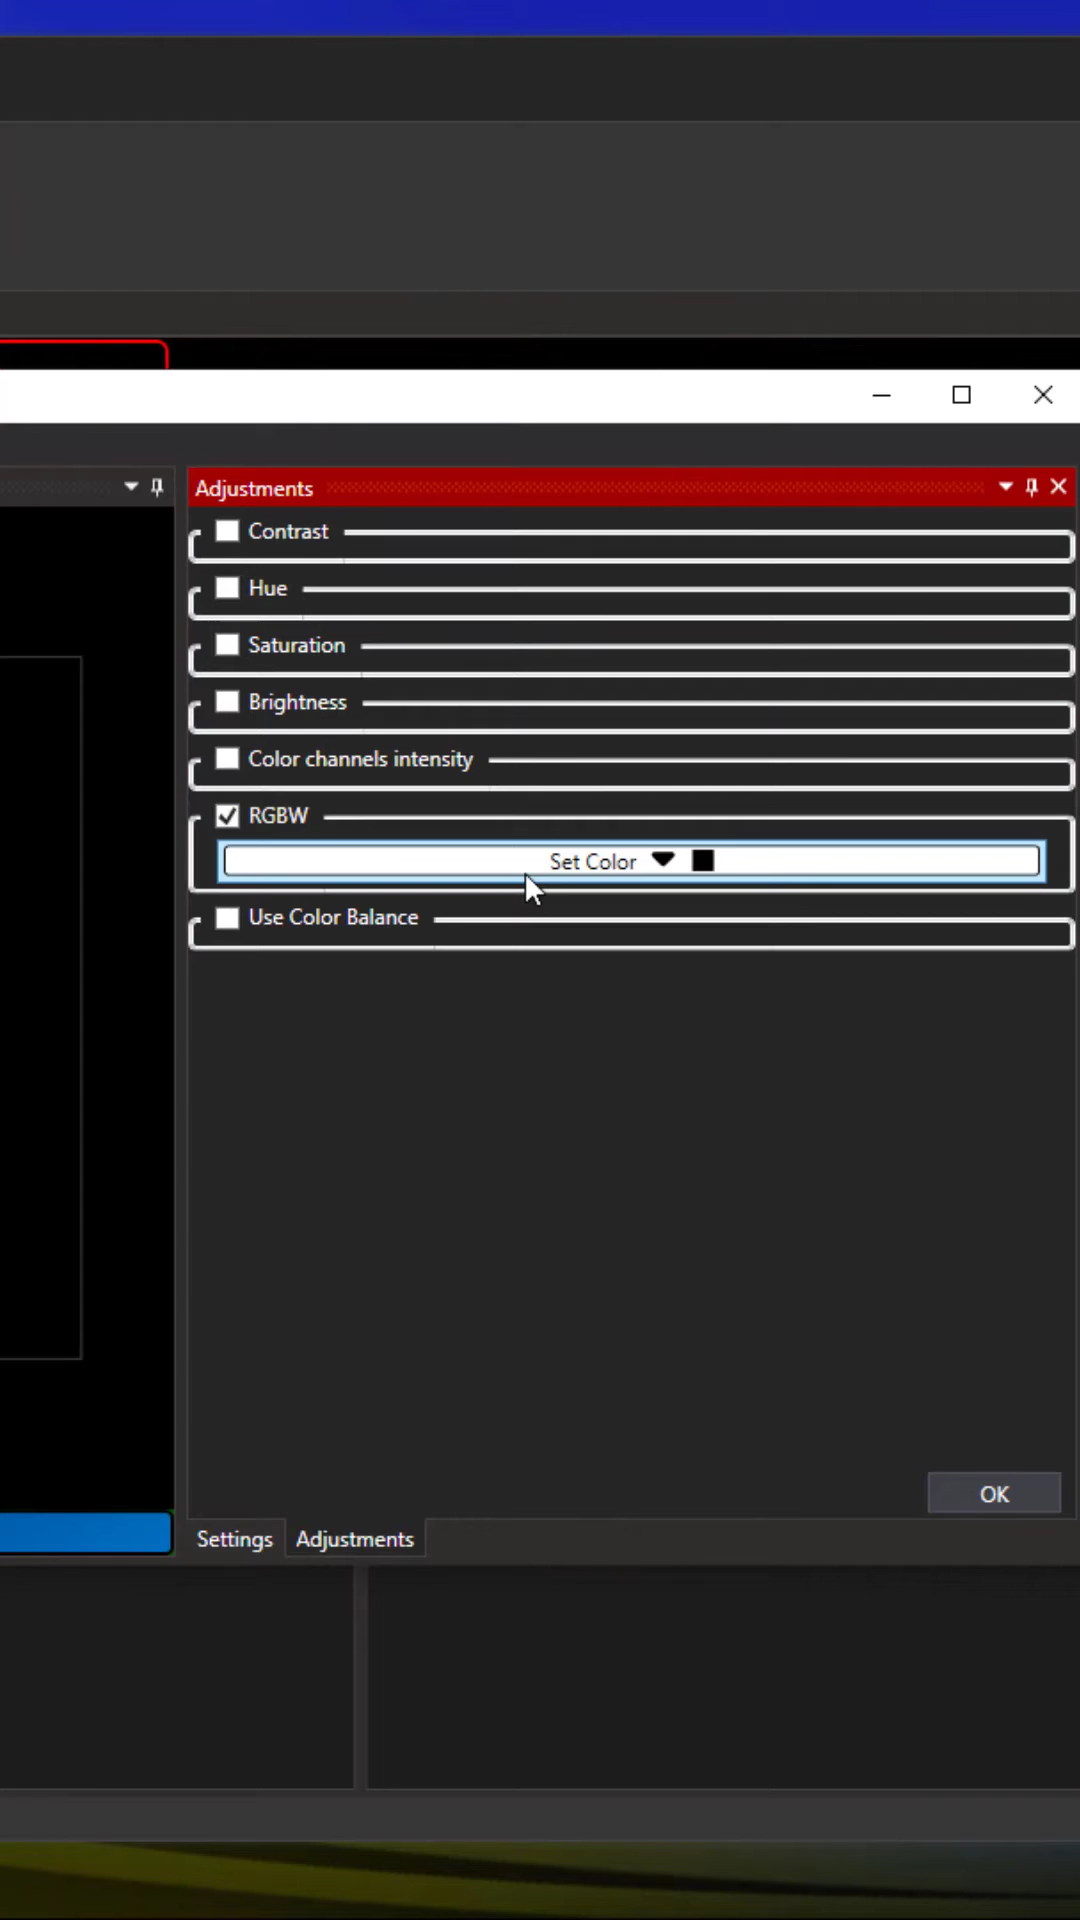 Adjustments
Contrast
Hue
Saturation
Brightness
Color channels intensity
RGBW
Set Color
Use Color Balance
OK
Settings Adjustments